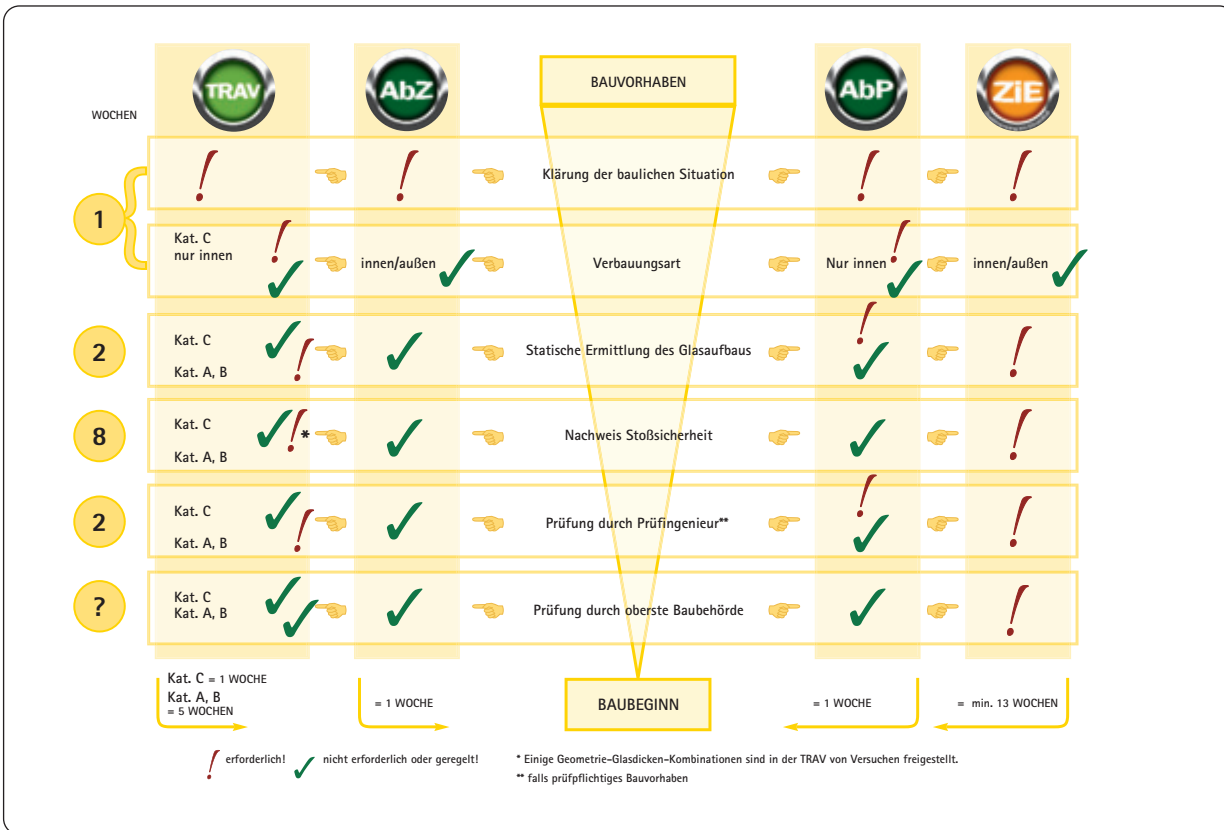 TRAV
AbZ
BAUVORHABEN
AbP
ZiE
WOCHEN
1
Klärung der baulichen Situation
Kat. C
nur innen
innen/außen
Verbauungsart
Nur innen
innen/außen
2
Kat. C
Kat. A, B
Statische Ermittlung des Glasaufbaus
8
Kat. C
Kat. A, B
*
Nachweis Stoßsicherheit
2
Kat. C
Kat. A, B
Prüfung durch Prüfingenieur**
?
Kat. C
Kat. A, B
Prüfung durch oberste Baubehörde
Kat. C = 1 WOCHE
Kat. A, B
= 5 WOCHEN
= 1 WOCHE
BAUBEGINN
= 1 WOCHE
= min. 13 WOCHEN
erforderlich!
nicht erforderlich oder geregelt!
* Einige Geometrie-Glasdicken-Kombinationen sind in der TRAV von Versuchen freigestellt.
** falls prüfpflichtiges Bauvorhaben